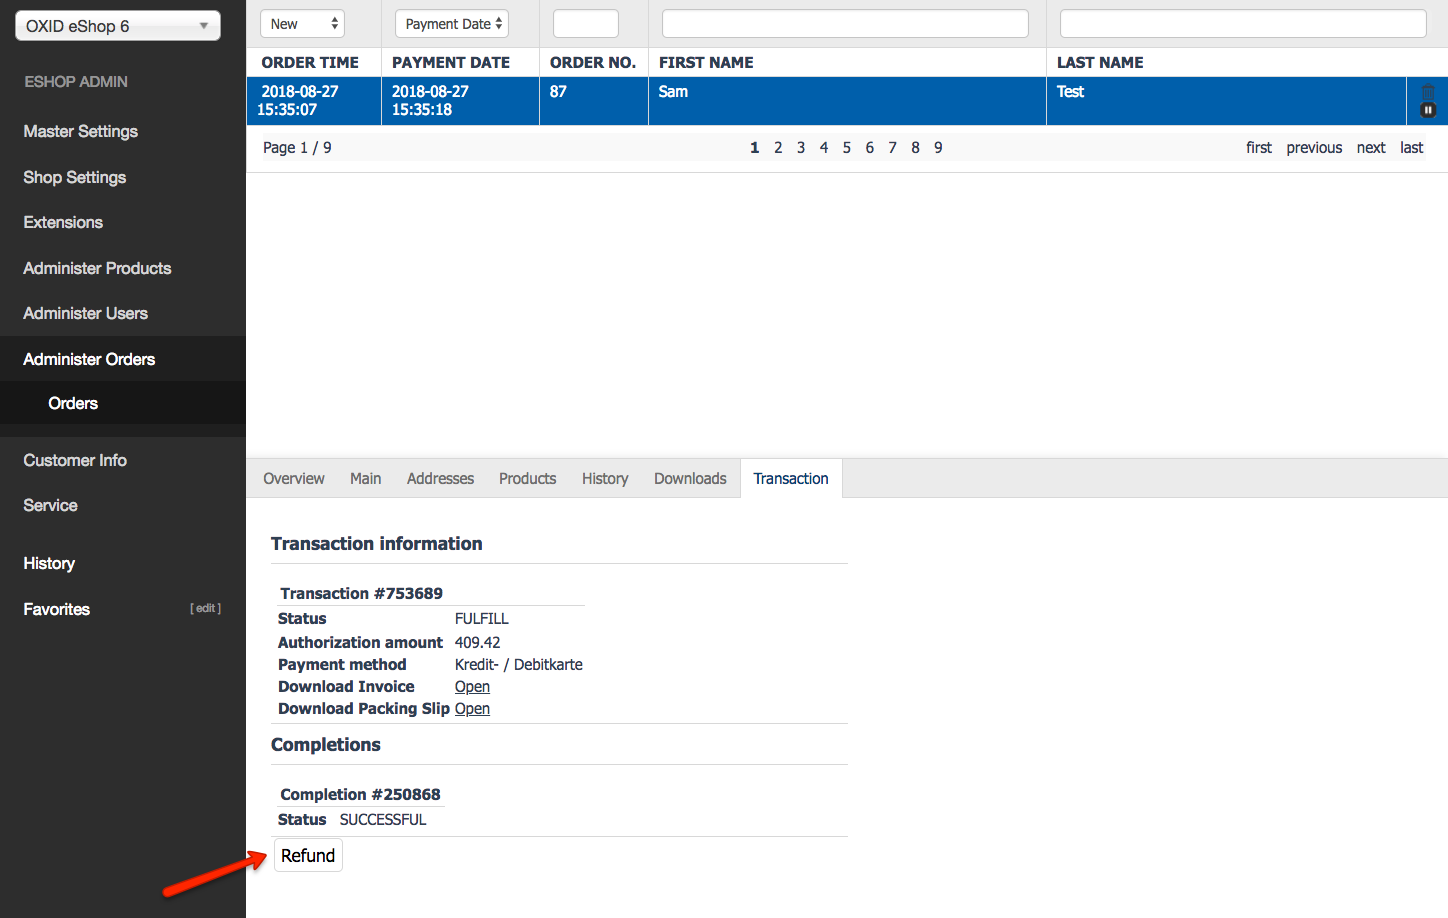 OXID eShop 6
ESHOP ADMIN
Master Settings
Shop Settings
Extensions
Administer Products
Administer Users
Administer Orders
Orders
Customer Info
Service
History
Favorites [ edit ]
New Payment Date
ORDER TIME PAYMENT DATE ORDER NO. FIRST NAME LAST NAME
2018-08-27 2018-08-27 87 Sam Test
15:35:07 15:35:18
Page 1 / 9 1 2 3 4 5 6 7 8 9 first previous next last
Overview Main Addresses Products History Downloads Transaction
Transaction information
Transaction #753689
Status FULFILL
Authorization amount 409.42
Payment method Kredit- / Debitkarte
Download Invoice Open
Download Packing Slip Open
Completions
Completion #250868
Status SUCCESSFUL
Refund